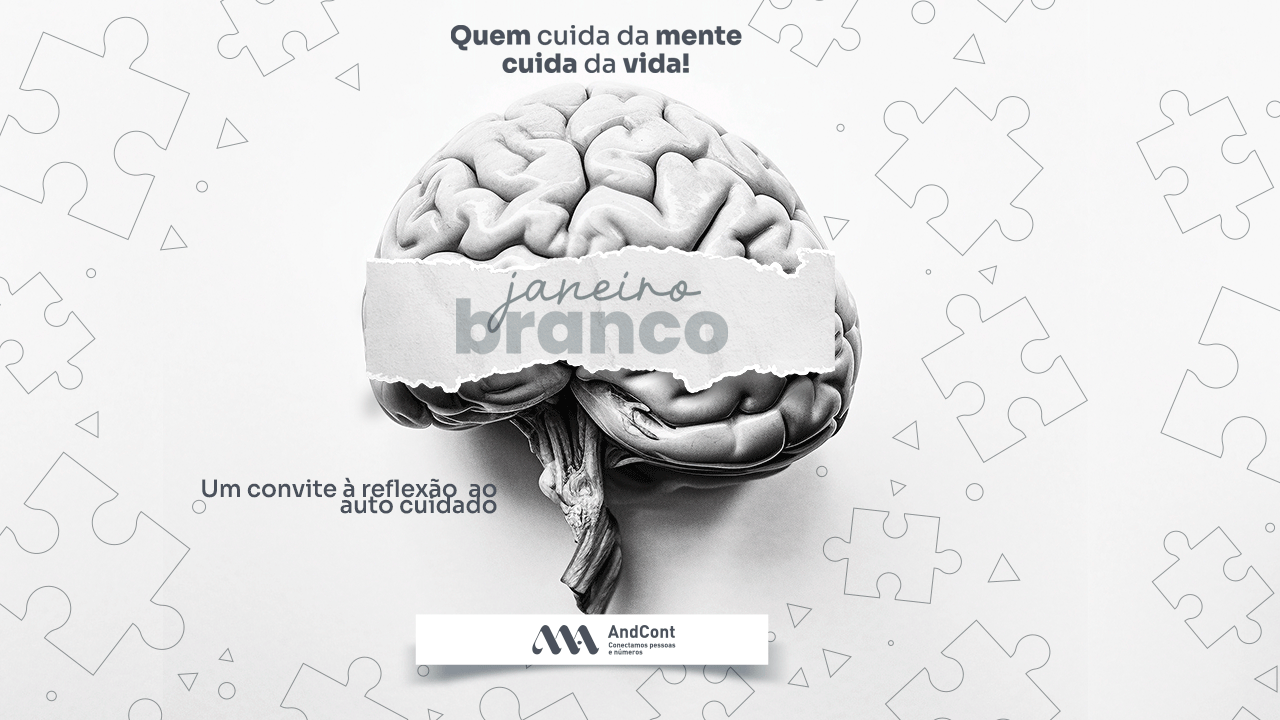 Quem cuida da mente
cuida da vida!
janeiro
branco
Um convite à reflexão ao
auto cuidado
AndCont
Conectamos pessoas
e números